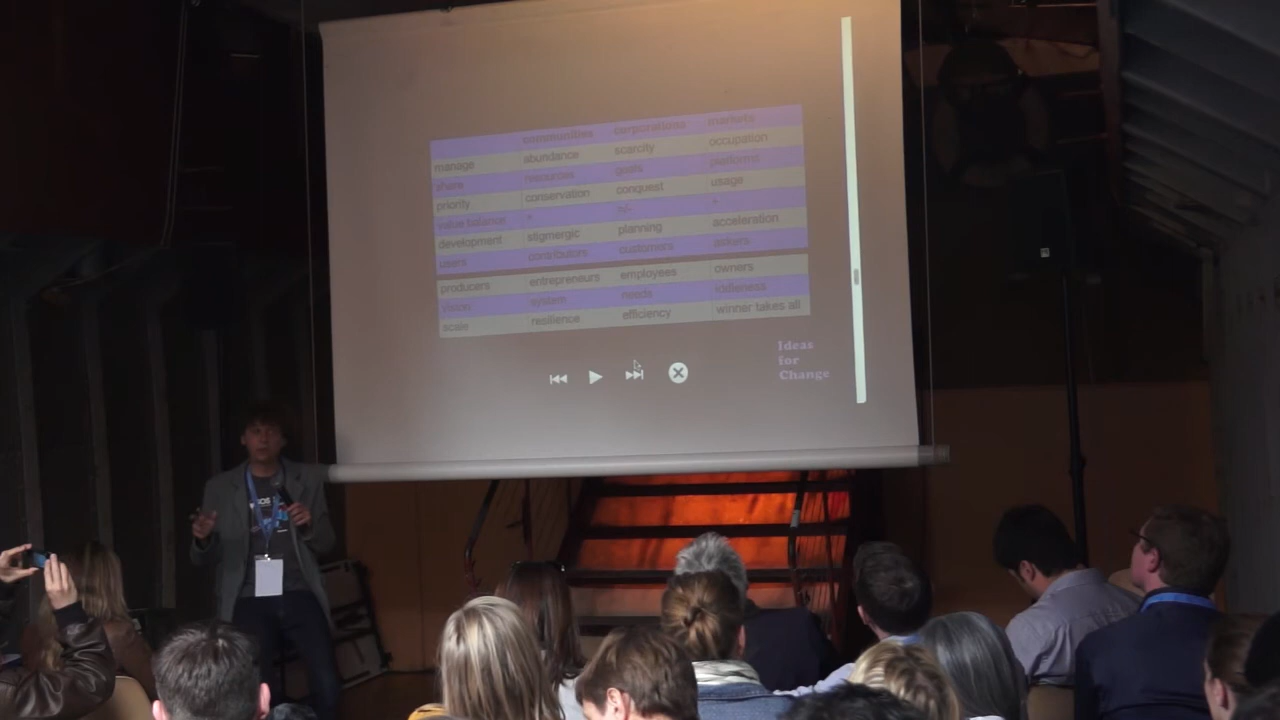 communities corporations markets
manage abundance scarcity occupation
share resources goals platforms
priority conservation conquest usage
value fixation
development stigmergic planning acceleration
users contributors customers askers
producers entrepreneurs employees owners
vision system needs idleness
scale resilience efficiency winner takes all
Ideas
for
Change